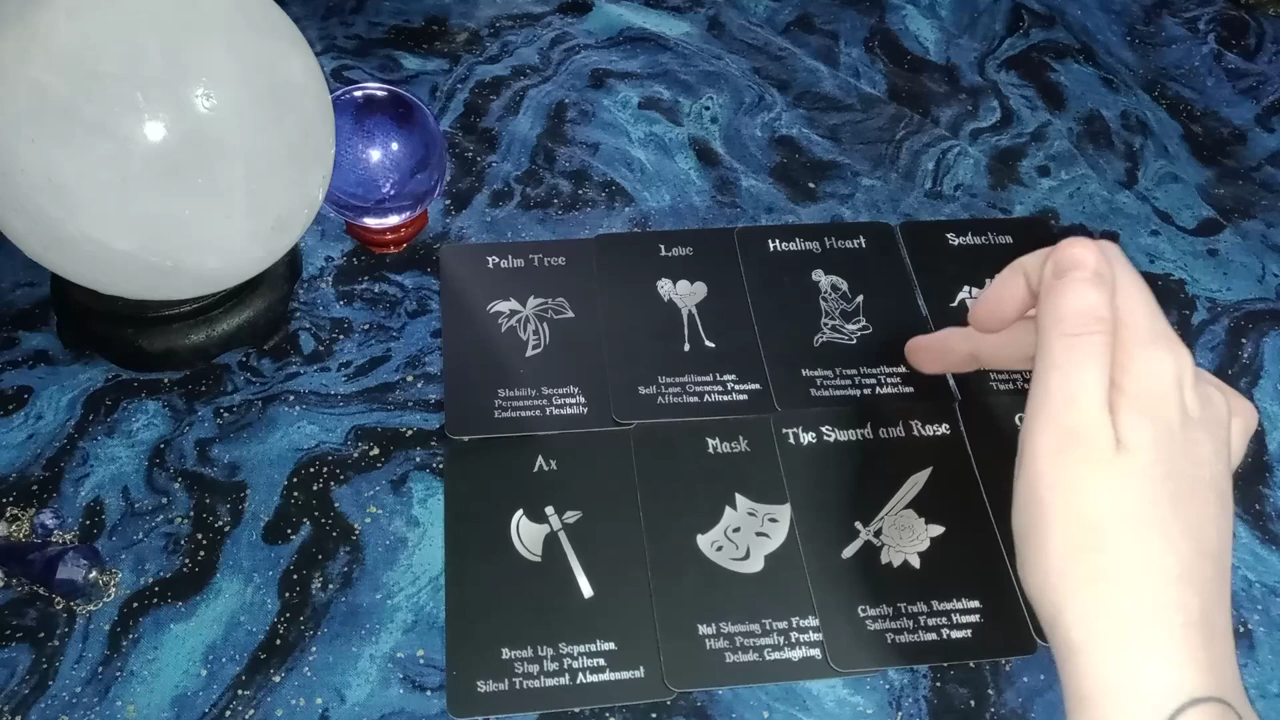 Palm Tree
Stability, Security,
Permanence, Growth,
Endurance, Flexibility
Love
Unconditional Love,
Self-Love, Oneness, Passion,
Affection, Attraction
Healing Heart
Healing From Heartbreak,
Freedom From Toxic
Relationship or Addiction
Seduction
Ax
Break Up, Separation,
Stop the Pattern,
Silent Treatment, Abandonment
Mask
Not Showing True
Hide, Personify,
Delude, Gaslighting
The Sword and Rose
Clarity, Truth, Revelation,
Solidarity, Force, Honor,
Protection, Power